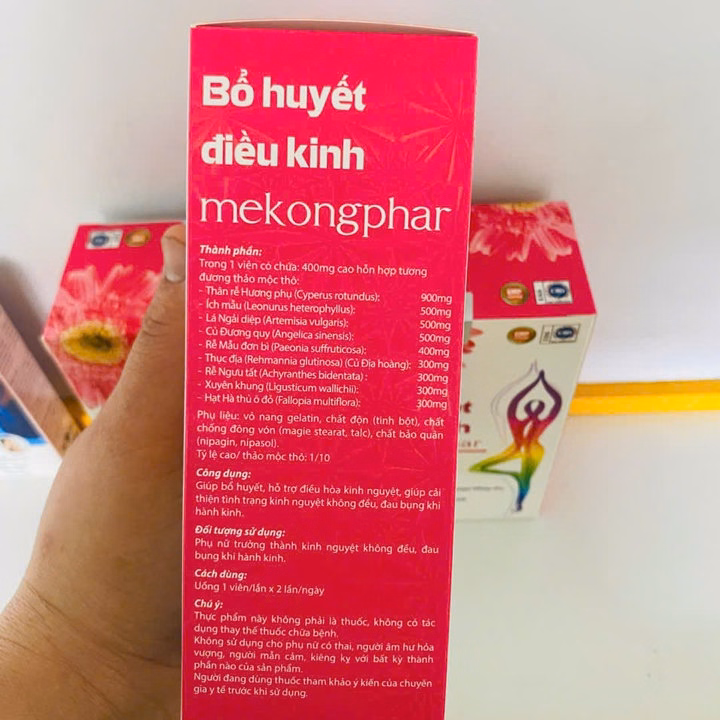 Bổ huyết
điều kinh
mekongphar
Thành phần:
Trong 1 viên có chứa: 400mg cao hỗn hợp tương
đương thảo mộc thô:
- Thân rễ Hương phụ (Cyperus rotundus): 900mg
- Ích mẫu (Leonurus heterophyllus): 500mg
- Lá Ngải diệp (Artemisia vulgaris): 500mg
- Củ Đương quy (Angelica sinensis): 500mg
- Rễ Mẫu đơn bì (Paeonia suffruticosa): 400mg
- Thục địa (Rehmannia glutinosa) (Củ Địa hoàng): 300mg
- Rễ Ngưu tất (Achyranthes bidentata) : 300mg
- Xuyên khung (Ligusticum wallichii): 300mg
- Hạt Hà thủ ô đỏ (Fallopia multiflora): 300mg
Phụ liệu: vỏ nang gelatin, chất độn (tinh bột), chất
chống đông vón (magie stearat, talc), chất bảo quản
(nipagin, nipasol).
Tỷ lệ cao/ thảo mộc thô: 1/10
Công dụng:
Giúp bổ huyết, hỗ trợ điều hòa kinh nguyệt, giúp cải
thiện tình trạng kinh nguyệt không đều, đau bụng khi
hành kinh.
Đối tượng sử dụng:
Phụ nữ trưởng thành kinh nguyệt không đều, đau
bụng khi hành kinh.
Cách dùng:
Uống 1 viên/lần x 2 lần/ngày
Chú ý:
Thực phẩm này không phải là thuốc, không có tác
dụng thay thế thuốc chữa bệnh.
Không sử dụng cho phụ nữ có thai, người âm hư hỏa
vượng, người mẫn cảm, kiêng kỵ với bất kỳ thành
phần nào của sản phẩm.
Người đang dùng thuốc tham khảo ý kiến của chuyên
gia y tế trước khi sử dụng.